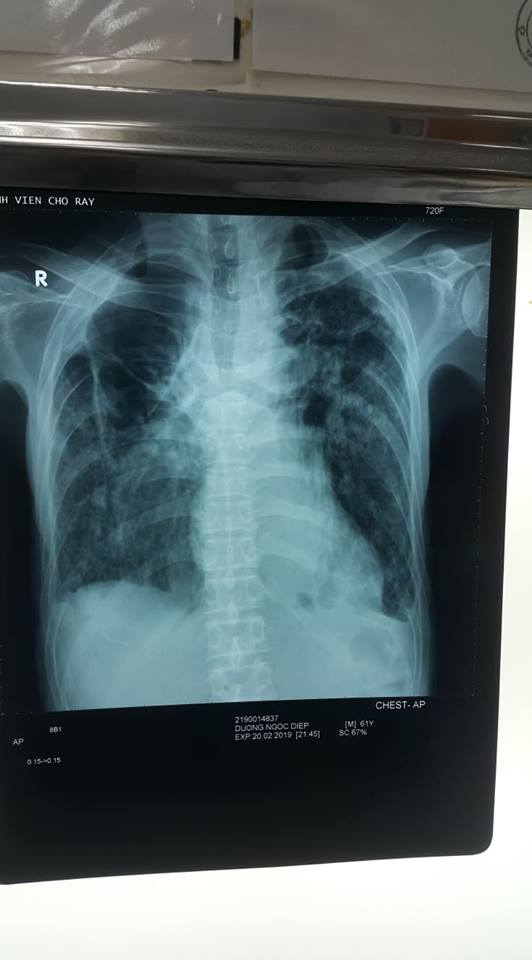 H VIEN CHO RAY
720F
R
CHEST- AP
8B1
AP
0.15->0.15
2190014837
DUONG NGOC DIEP [M] 61Y
EXP 20.02.2019 [21:45] SC 67%